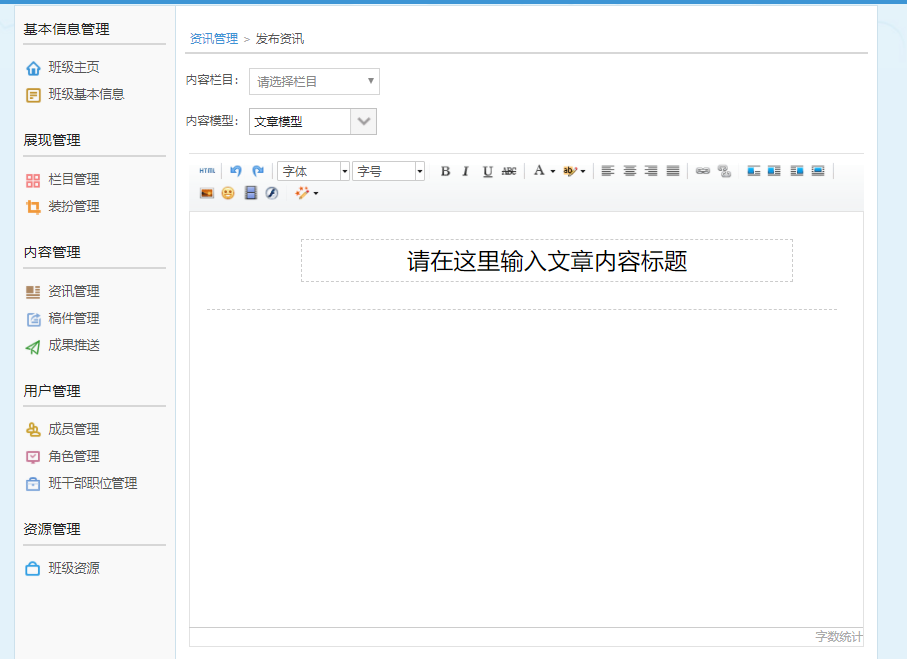 基本信息管理
班级主页
班级基本信息
展现管理
栏目管理
装扮管理
内容管理
资讯管理
稿件管理
成果推送
用户管理
成员管理
角色管理
班干部职位管理
资源管理
班级资源
资讯管理 > 发布资讯
内容栏目: 请选择栏目
内容模型: 文章模型
HTML 字体 字号 B I U ABC A ab
请在这里输入文章内容标题
字数统计